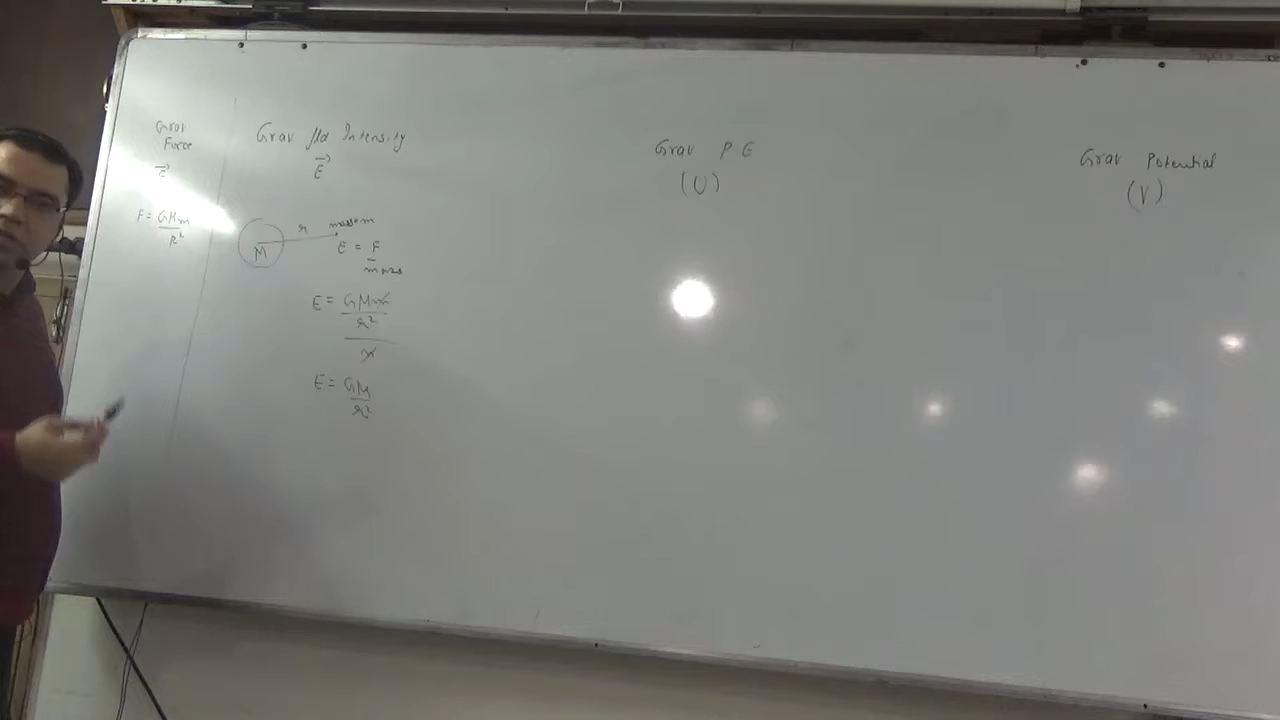 Grav
Force
F = GMm
R²
Grav fld Intensity
E
M
r
mass=m
E = F
mass
E = GMm
r²
m
E = GM
r²
Grav P E
(U)
Grav Potential
(V)